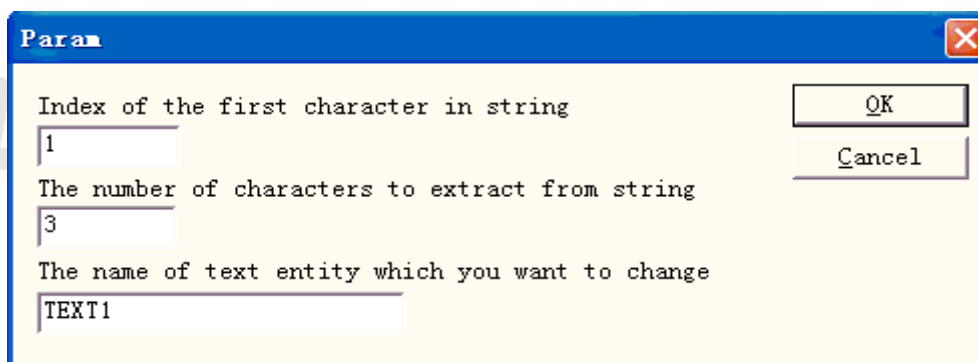 Param
Index of the first character in string
OK
1
Cancel
The number of characters to extract from string
3
The name of text entity which you want to change
TEXT1